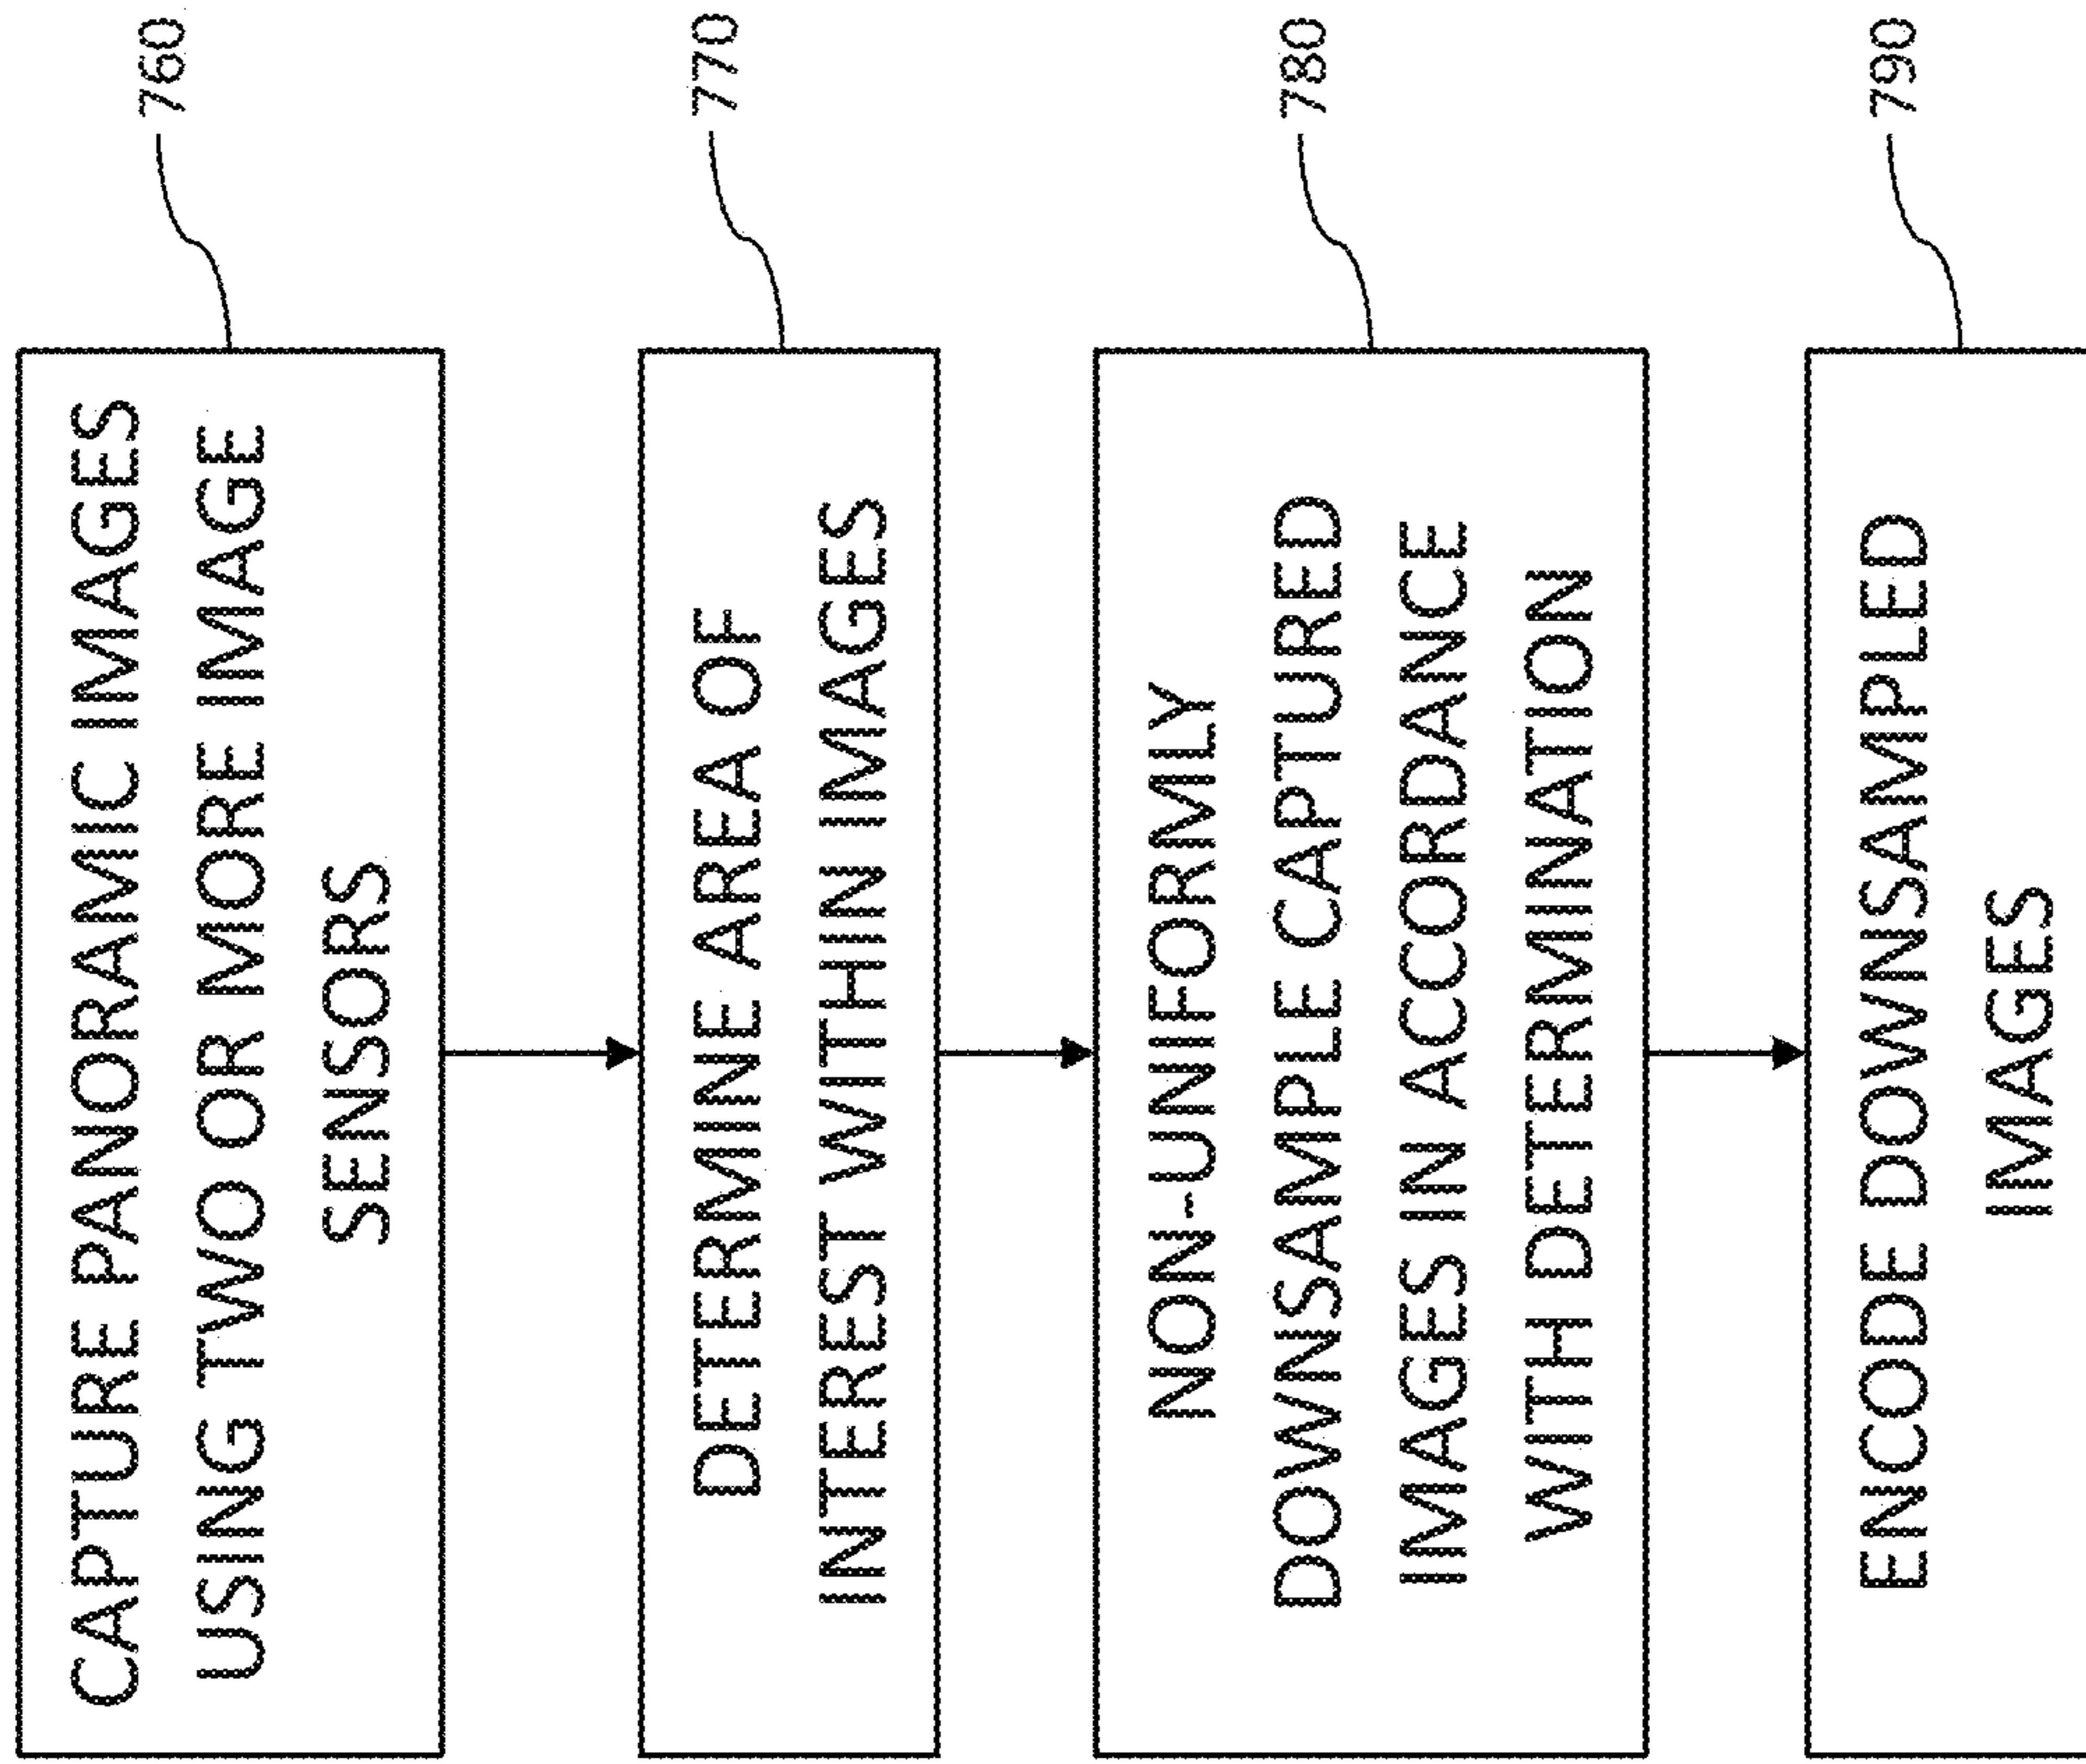 CAPTURE PANORAMIC IMAGES
USING TWO OR MORE IMAGE
SENSORS
760
DETERMINE AREA OF
INTEREST WITHIN IMAGES
770
NON-UNIFORMLY
DOWNSAMPLE CAPTURED
IMAGES IN ACCORDANCE
WITH DETERMINATION
780
ENCODE DOWNSAMPLED
IMAGES
790